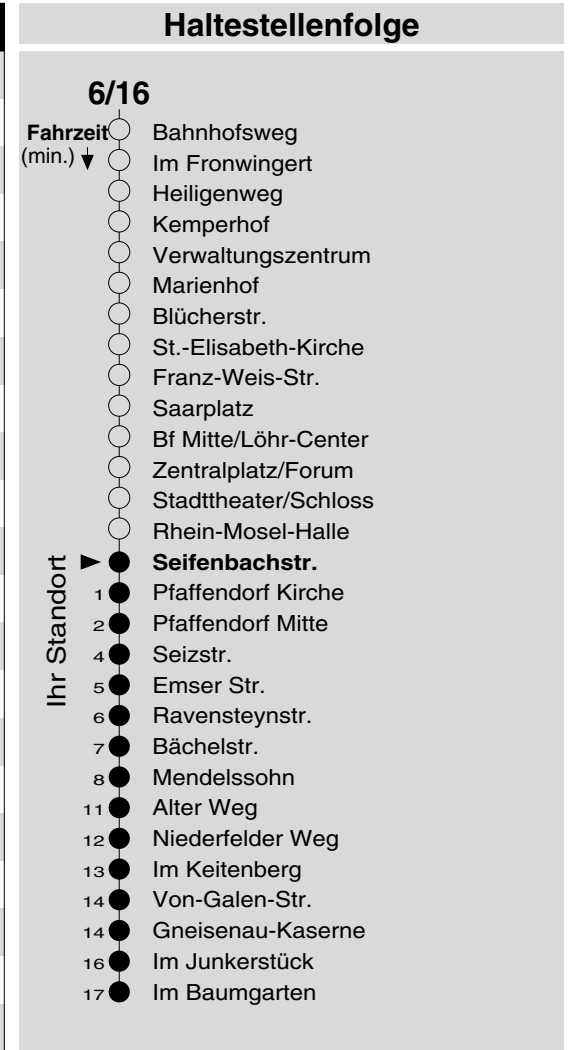 Haltestellenfolge
6/16
Fahrzeit Bahnhofsweg
(min.) Im Fronwingert
Heiligenweg
Kemperhof
Verwaltungszentrum
Marienhof
Blücherstr.
St.-Elisabeth-Kirche
Franz-Weis-Str.
Saarplatz
Bf Mitte/Löhr-Center
Zentralplatz/Forum
Stadttheater/Schloss
Rhein-Mosel-Halle
Ihr Standort
Seifenbachstr.
1 Pfaffendorf Kirche
2 Pfaffendorf Mitte
4 Seizstr.
5 Emser Str.
6 Ravensteynstr.
7 Bächelstr.
8 Mendelssohn
11 Alter Weg
12 Niederfelder Weg
13 Im Keitenberg
14 Von-Galen-Str.
14 Gneisenau-Kaserne
16 Im Junkerstück
17 Im Baumgarten